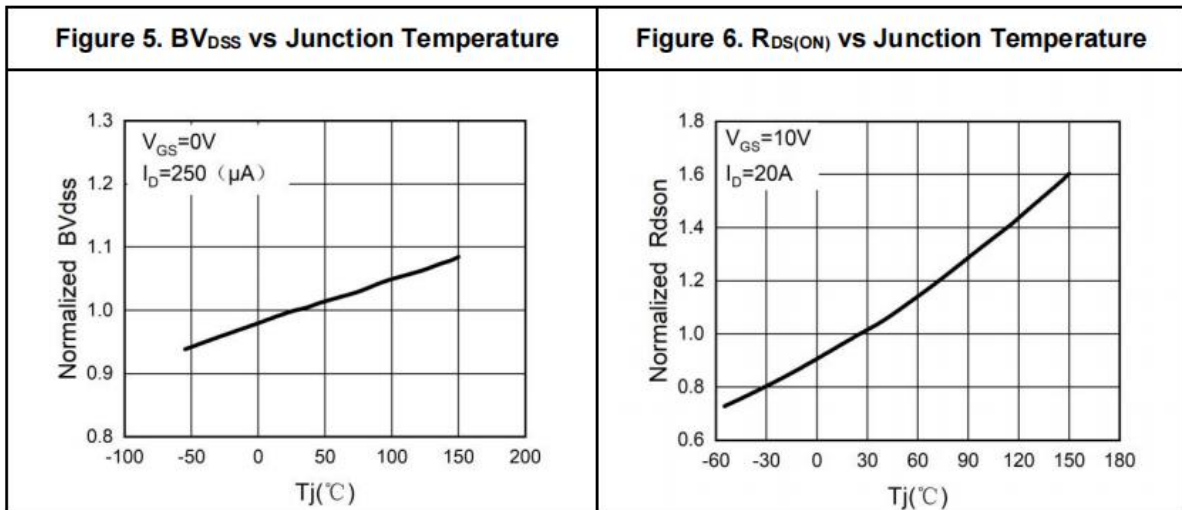 Figure 5. BVDSS vs Junction Temperature
Figure 6. RDS(ON) vs Junction Temperature
1.3
1.2
1.1
1.0
0.9
0.8
Normalized BVdss
VGS=0V
ID=250（μA）
-100 -50 0 50 100 150 200
Tj(℃)
1.8
1.6
1.4
1.2
1.0
0.8
0.6
Normalized Rdson
VGS=10V
ID=20A
-60 -30 0 30 60 90 120 150 180
Tj(℃)